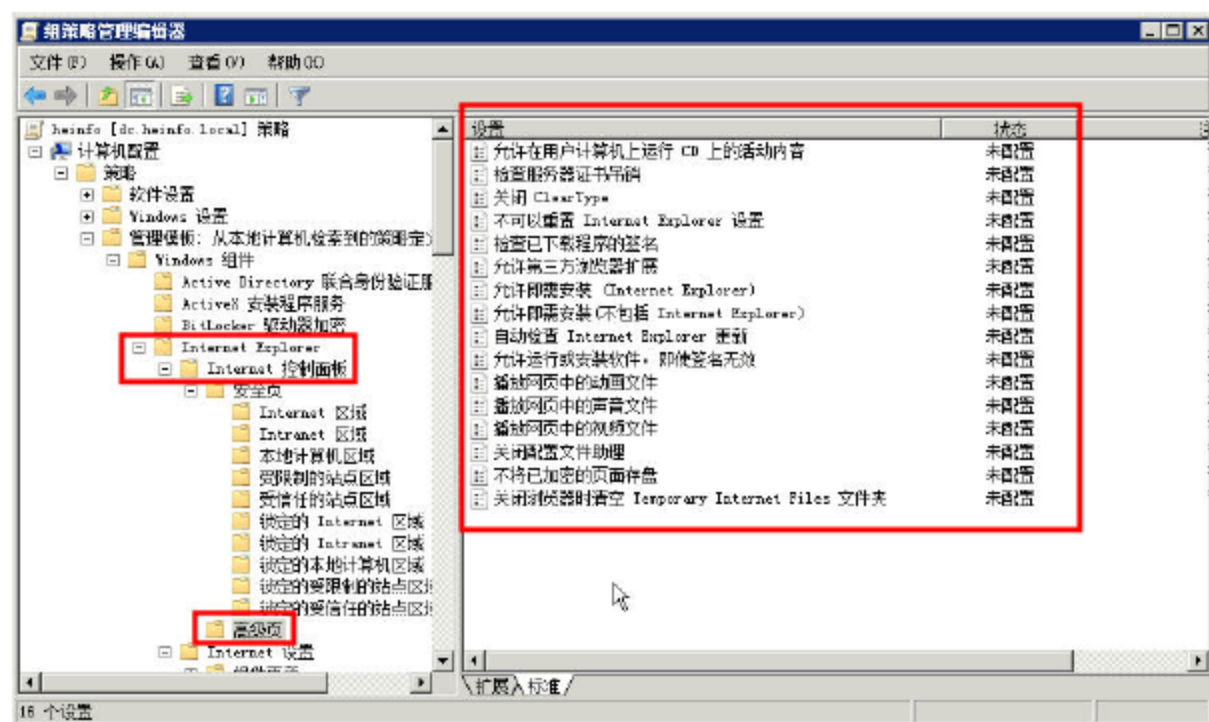 组策略管理编辑器
文件(F) 操作(A) 查看(V) 帮助(H)
heinfo [dc.heinfo.local] 策略
计算机配置
策略
软件设置
Windows 设置
管理模板: 从本地计算机检索到的策略定
Windows 组件
Active Directory 联合身份验证服
ActiveX 安装程序服务
BitLocker 驱动器加密
Internet Explorer
Internet 控制面板
安全页
Internet 区域
Intranet 区域
本地计算机区域
受限制的站点区域
受信任的站点区域
锁定的 Internet 区域
锁定的 Intranet 区域
锁定的本地计算机区域
锁定的受限制的站点区
锁定的受信任的站点区
高级页
Internet 设置
设置 状态
允许在用户计算机上运行 CD 上的活动内容 未配置
检查服务器证书吊销 未配置
关闭 ClearType 未配置
不可以重置 Internet Explorer 设置 未配置
检查已下载程序的签名 未配置
允许第三方浏览器扩展 未配置
允许即需安装 (Internet Explorer) 未配置
允许即需安装(不包括 Internet Explorer) 未配置
自动检查 Internet Explorer 更新 未配置
允许运行或安装软件，即使签名无效 未配置
播放网页中的动画文件 未配置
播放网页中的声音文件 未配置
播放网页中的视频文件 未配置
关闭配置文件助理 未配置
不将已加密的页面存盘 未配置
关闭浏览器时清空 Temporary Internet Files 文件夹 未配置
扩展 标准
16 个设置